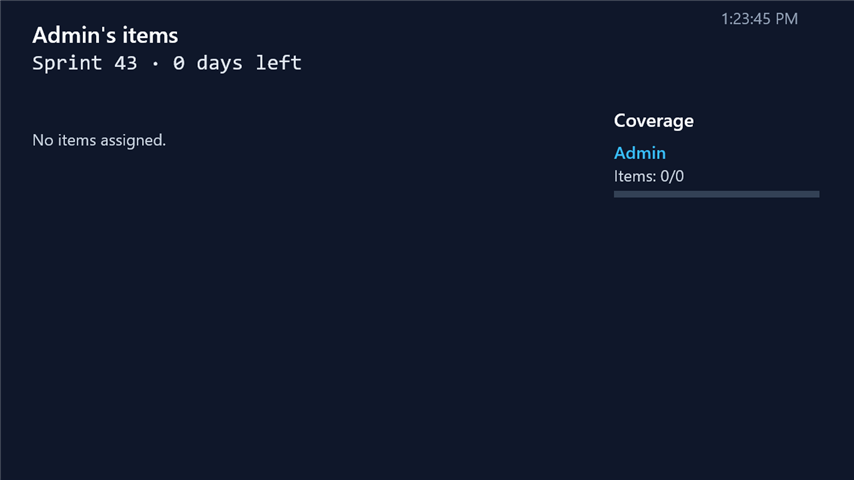 1:23:45 PM
Admin's items
Sprint 43 · 0 days left
No items assigned.
Coverage
Admin
Items: 0/0